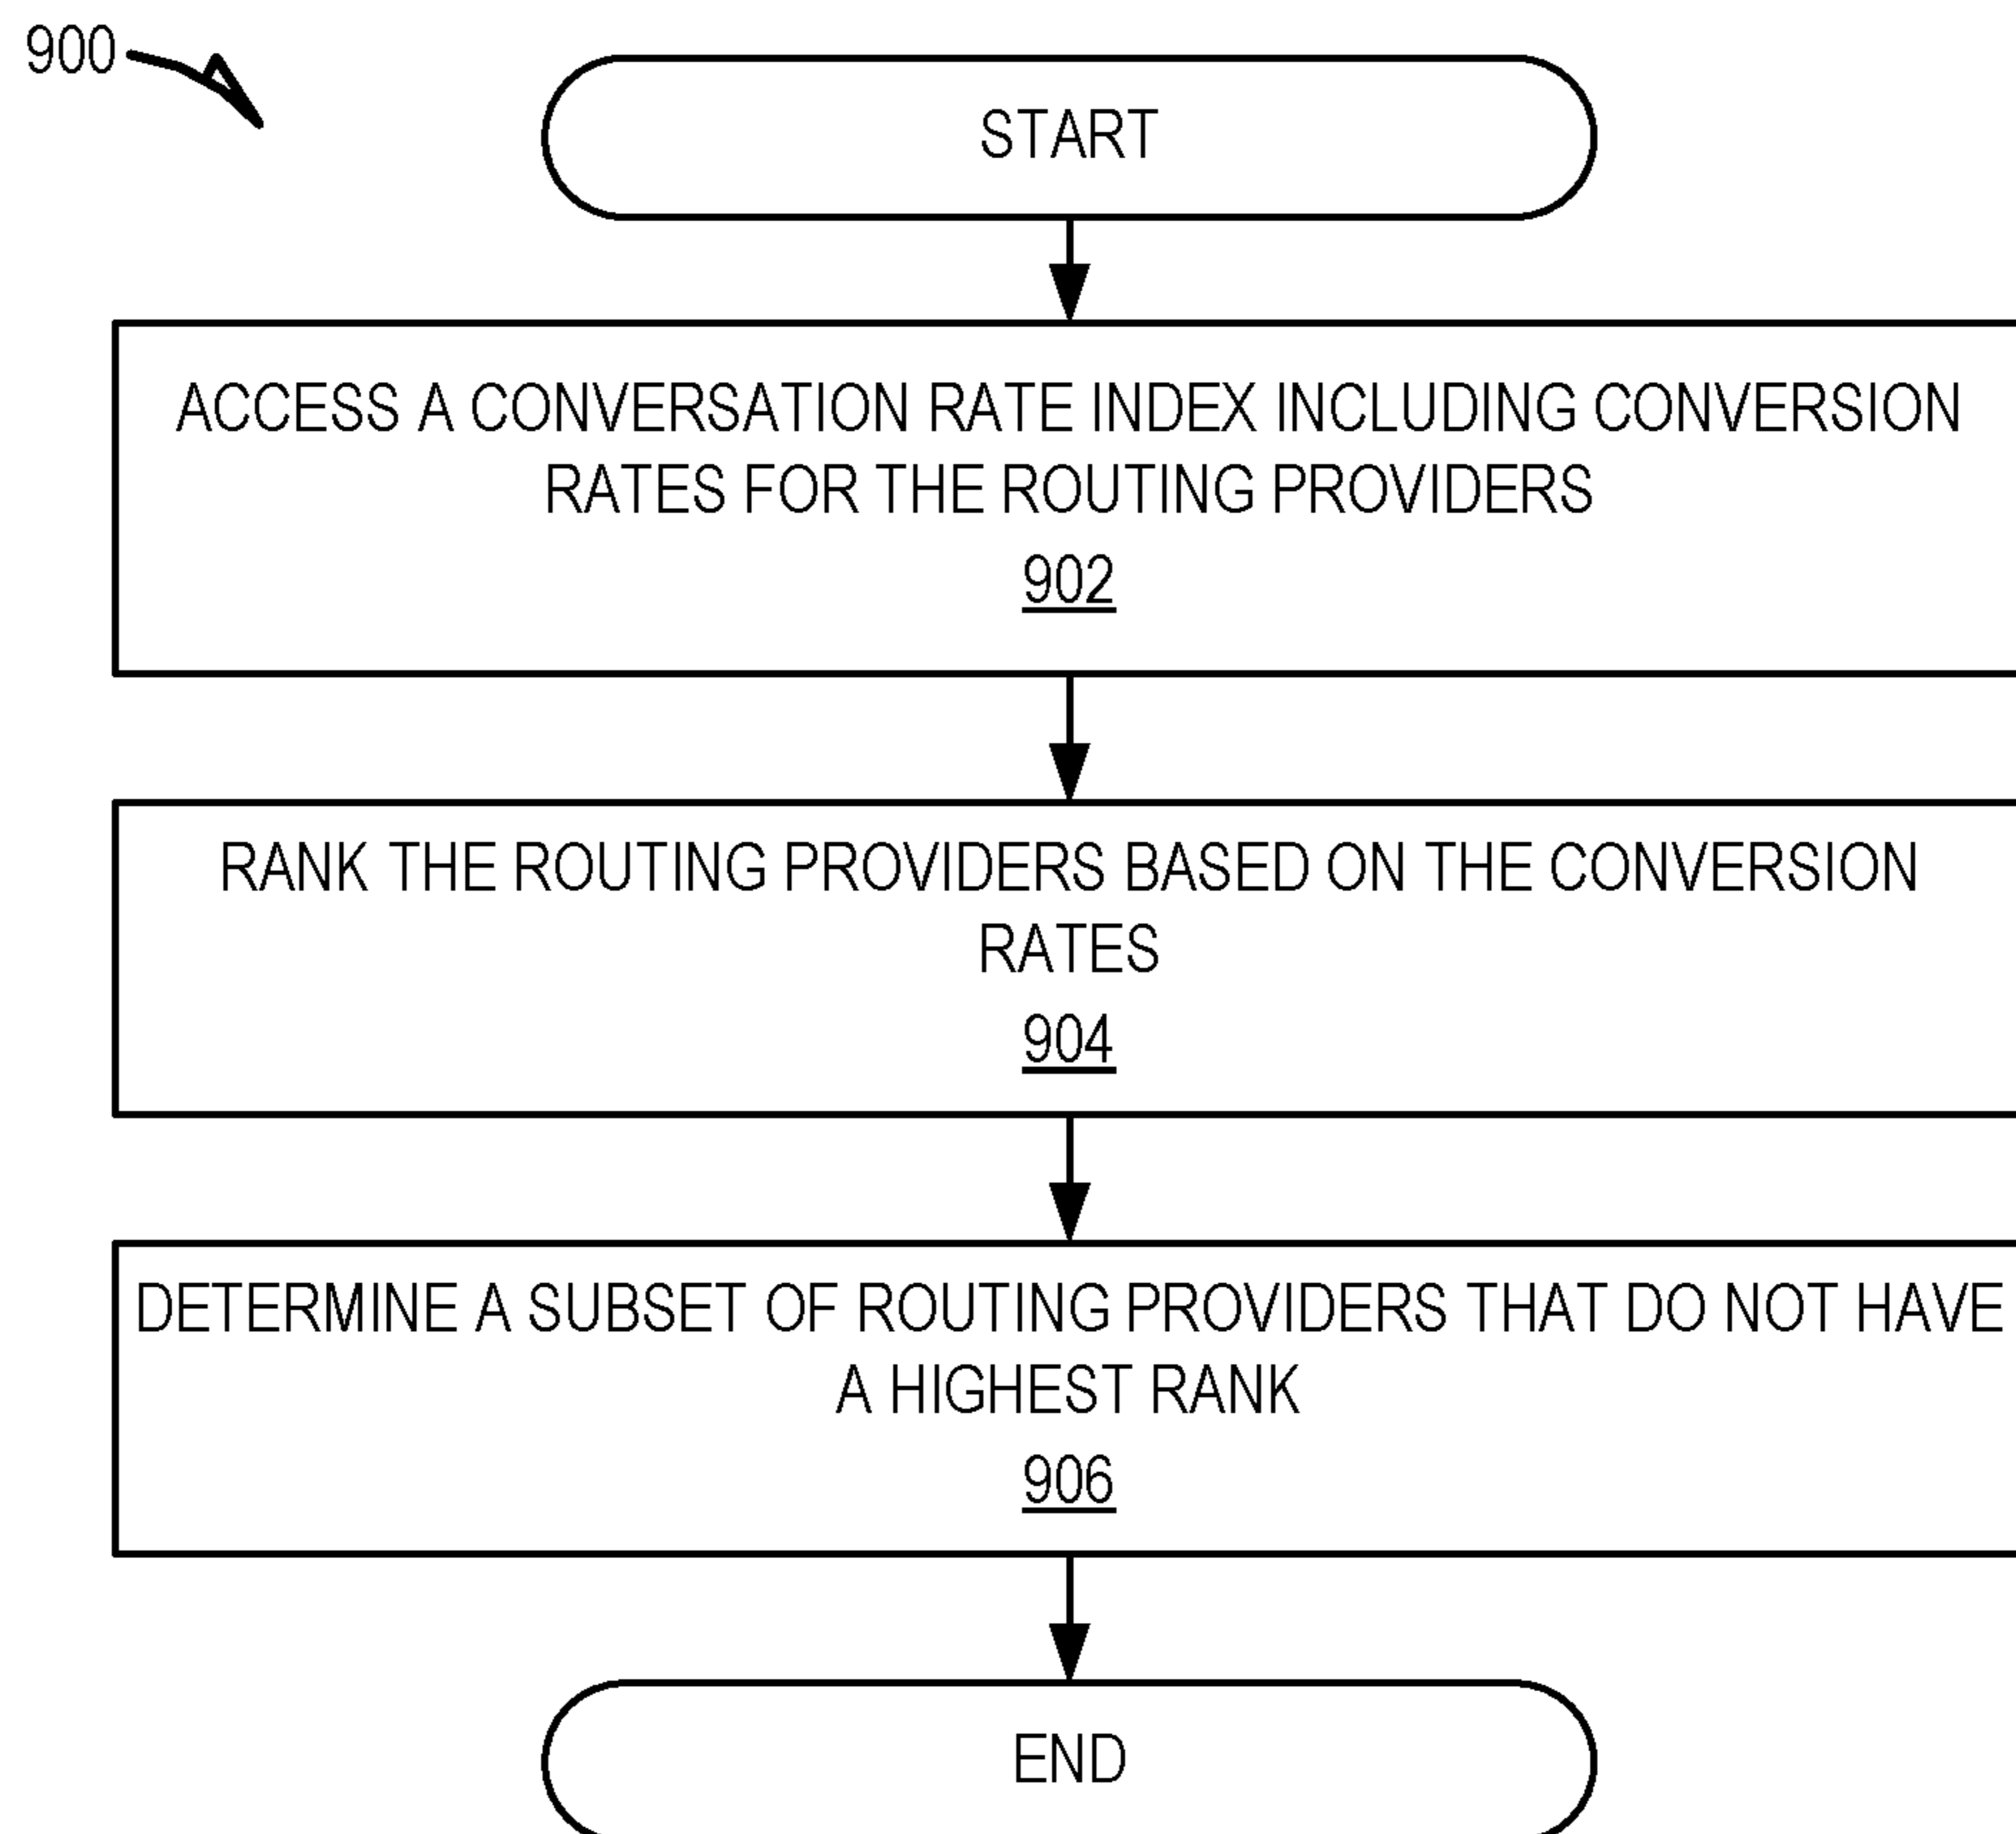 900
START
ACCESS A CONVERSATION RATE INDEX INCLUDING CONVERSION
RATES FOR THE ROUTING PROVIDERS
902
RANK THE ROUTING PROVIDERS BASED ON THE CONVERSION
RATES
904
DETERMINE A SUBSET OF ROUTING PROVIDERS THAT DO NOT HAVE
A HIGHEST RANK
906
END